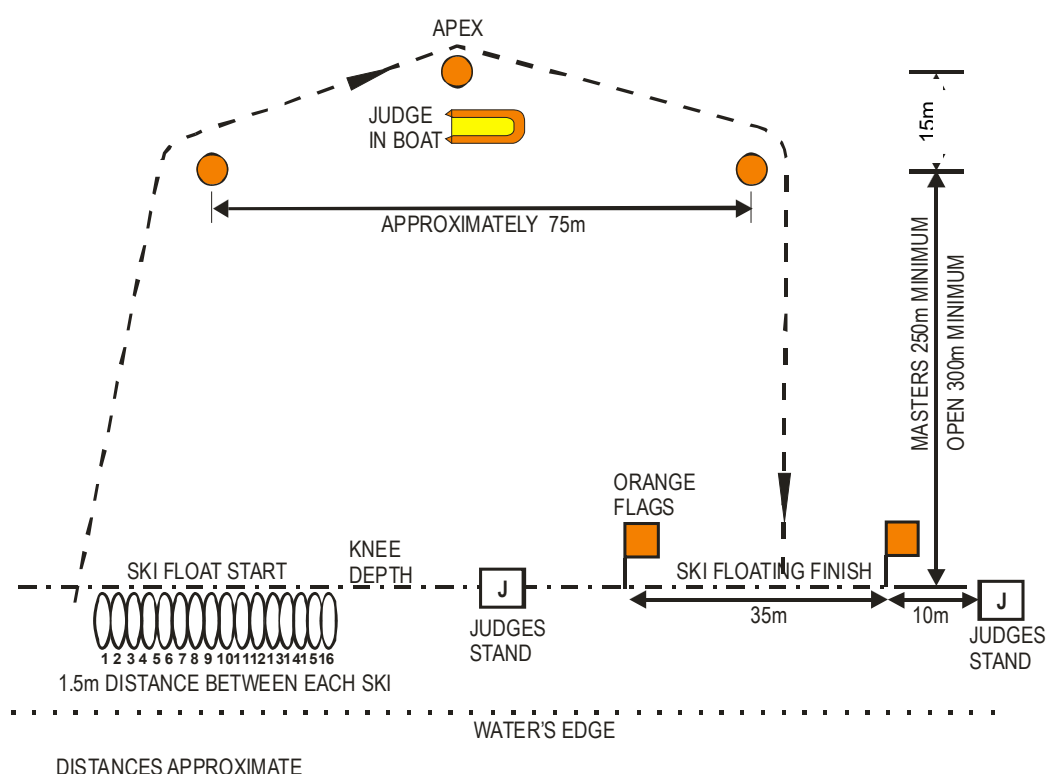 APEX
JUDGE
IN BOAT
15m
APPROXIMATELY 75m
MASTERS 250m MINIMUM
OPEN 300m MINIMUM
ORANGE
FLAGS
SKI FLOAT START
KNEE
DEPTH
SKI FLOATING FINISH
J
J
35m
10m
JUDGES
STAND
JUDGES
STAND
1 2 3 4 5 6 7 8 9 10 11 12 13 14 15 16
1.5m DISTANCE BETWEEN EACH SKI
WATER'S EDGE
DISTANCES APPROXIMATE